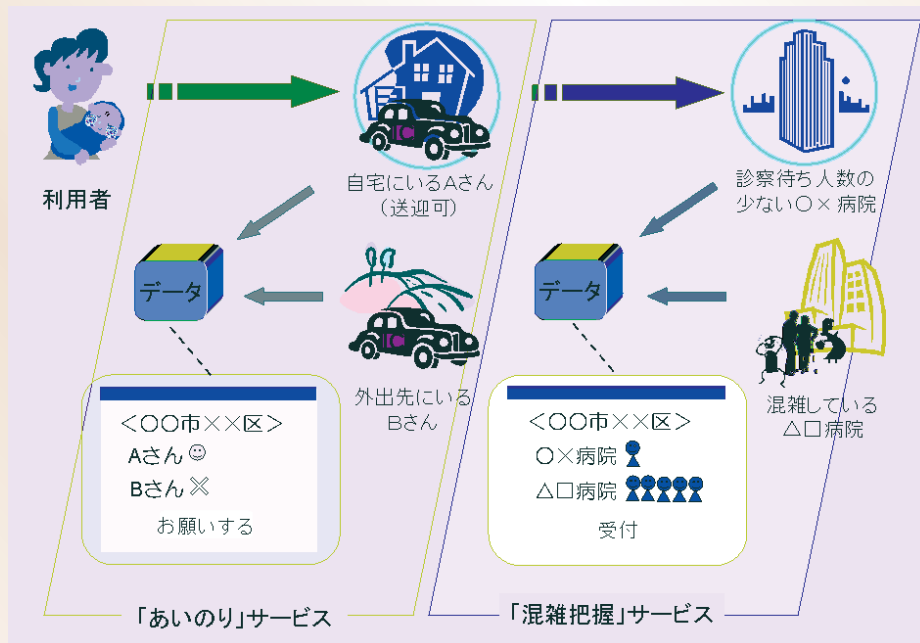 利用者
自宅にいるAさん
(送迎可)
診察待ち人数の
少ない〇×病院
データ
データ
外出先にいる
Bさん
混雑している
△□病院
＜〇〇市××区＞
Aさん☺
Bさん×
お願いする
＜〇〇市××区＞
〇×病院
△□病院
受付
「あいのり」サービス
「混雑把握」サービス